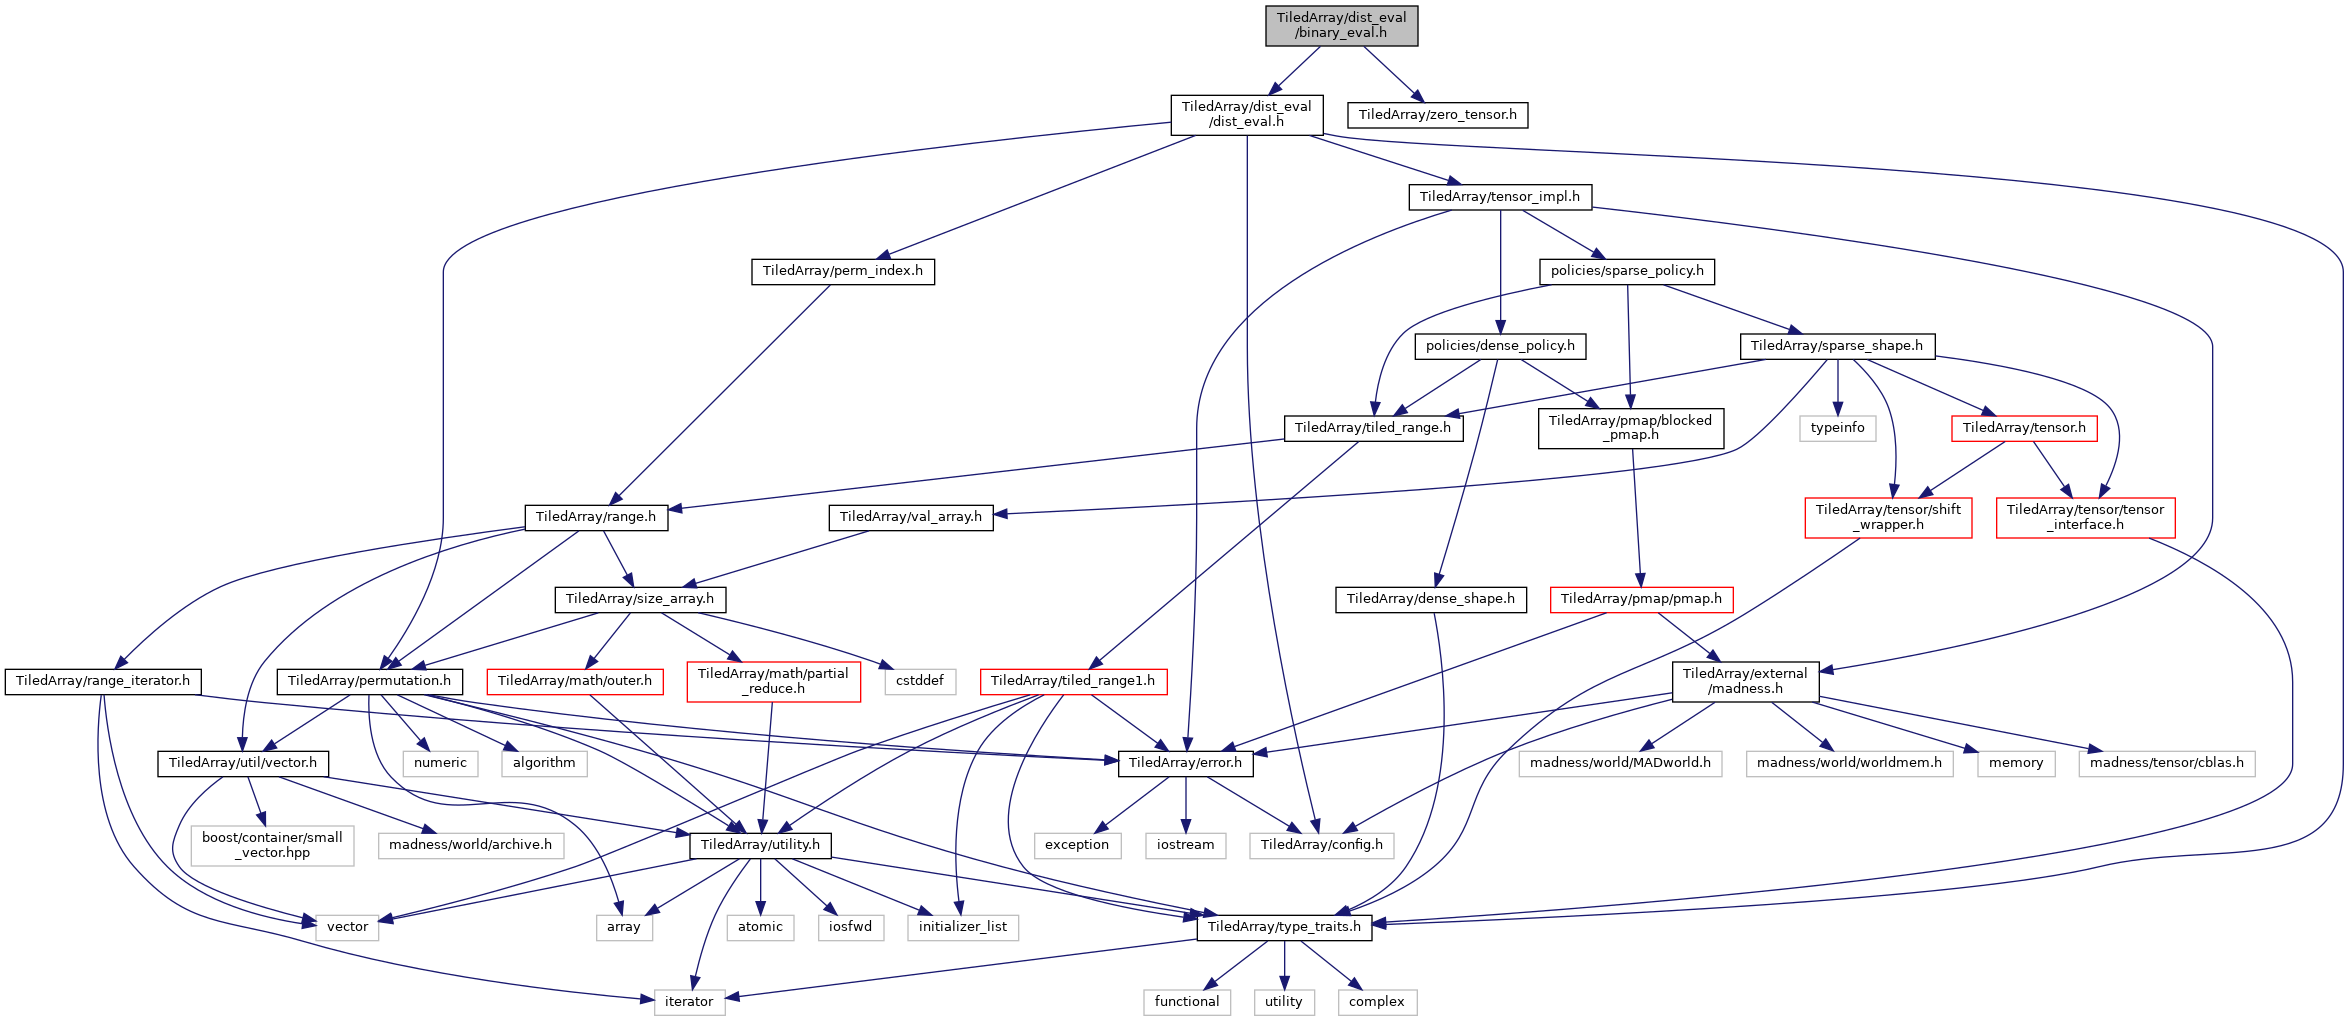 TiledArray/dist_eval
/binary_eval.h
TiledArray/dist_eval
/dist_eval.h
TiledArray/zero_tensor.h
TiledArray/tensor_impl.h
TiledArray/perm_index.h
policies/sparse_policy.h
policies/dense_policy.h
TiledArray/sparse_shape.h
TiledArray/tiled_range.h
TiledArray/pmap/blocked
_pmap.h
typeinfo
TiledArray/tensor.h
TiledArray/range.h
TiledArray/val_array.h
TiledArray/tensor/shift
_wrapper.h
TiledArray/tensor/tensor
_interface.h
TiledArray/size_array.h
TiledArray/dense_shape.h
TiledArray/pmap/pmap.h
TiledArray/range_iterator.h
TiledArray/permutation.h
TiledArray/math/outer.h
TiledArray/math/partial
_reduce.h
cstddef
TiledArray/tiled_range1.h
TiledArray/external
/madness.h
TiledArray/util/vector.h
numeric
algorithm
TiledArray/error.h
madness/world/MADworld.h
madness/world/worldmem.h
memory
madness/tensor/cblas.h
boost/container/small
_vector.hpp
madness/world/archive.h
TiledArray/utility.h
exception
iostream
TiledArray/config.h
vector
array
atomic
iosfwd
initializer_list
TiledArray/type_traits.h
iterator
functional
utility
complex